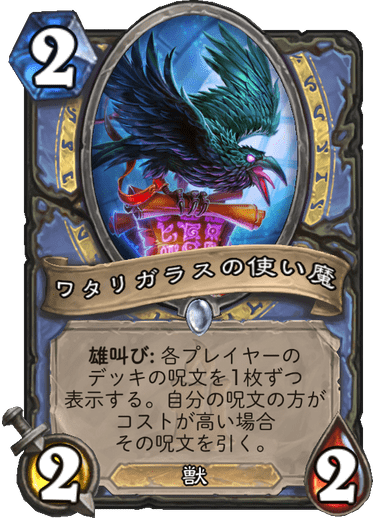 2
ワタリガラスの使い魔
雄叫び: 各プレイヤーの
デッキの呪文を1枚ずつ
表示する。自分の呪文の方が
コストが高い場合
その呪文を引く。
2
獣
2